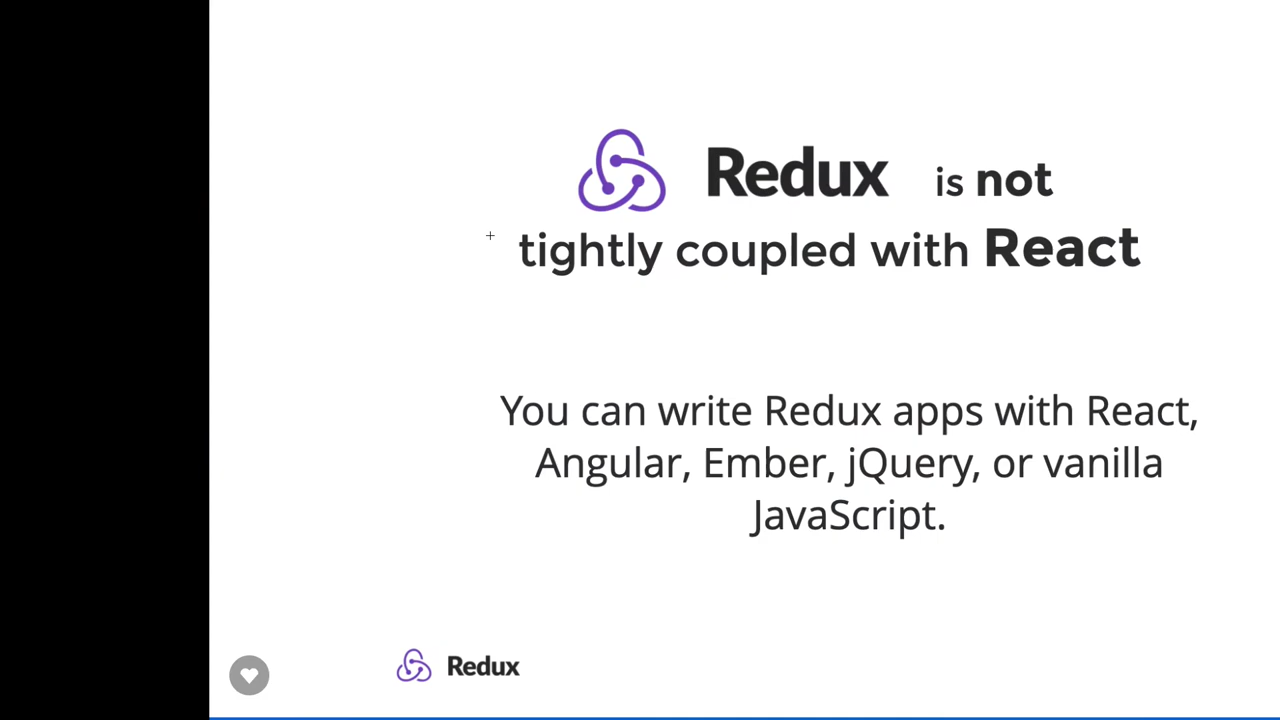 Redux is not
tightly coupled with React
You can write Redux apps with React,
Angular, Ember, jQuery, or vanilla
JavaScript.
Redux